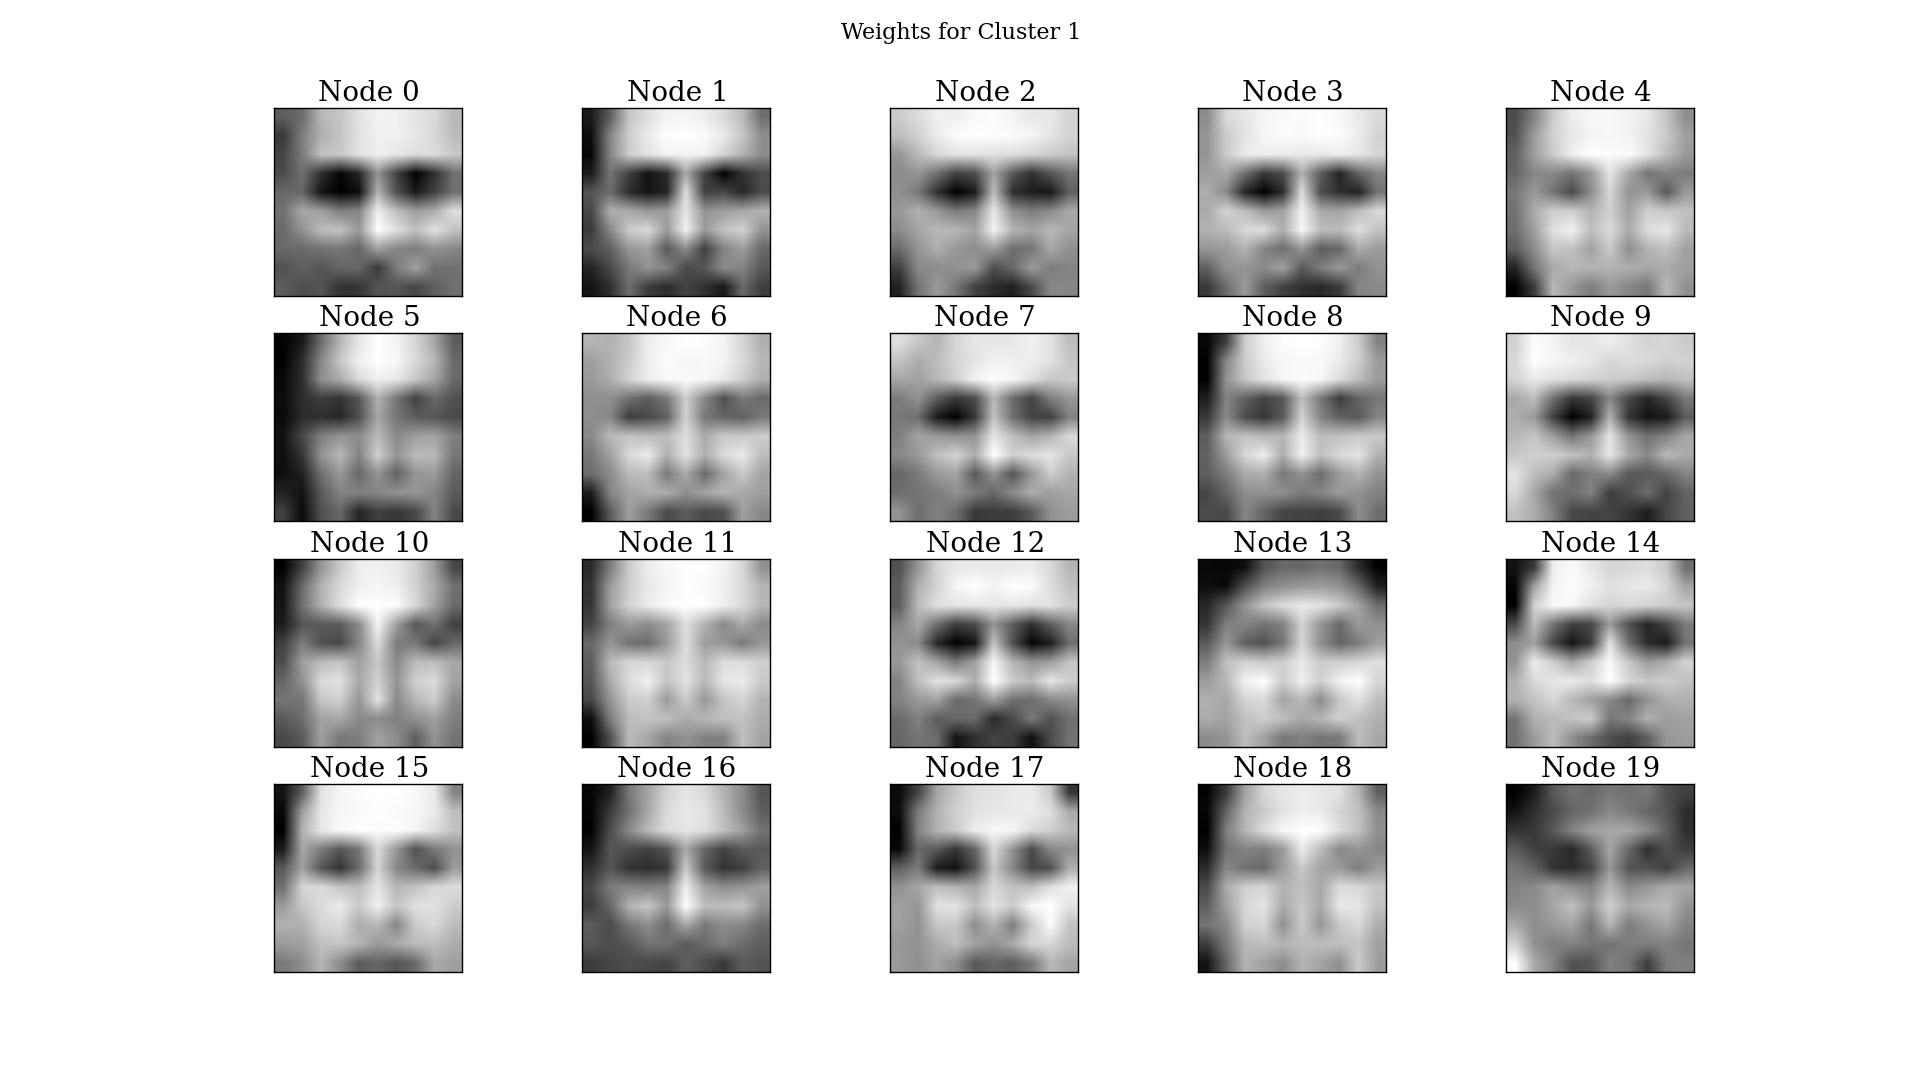 Weights for Cluster 1
Node 0 Node 1 Node 2 Node 3 Node 4
Node 5 Node 6 Node 7 Node 8 Node 9
Node 10 Node 11 Node 12 Node 13 Node 14
Node 15 Node 16 Node 17 Node 18 Node 19